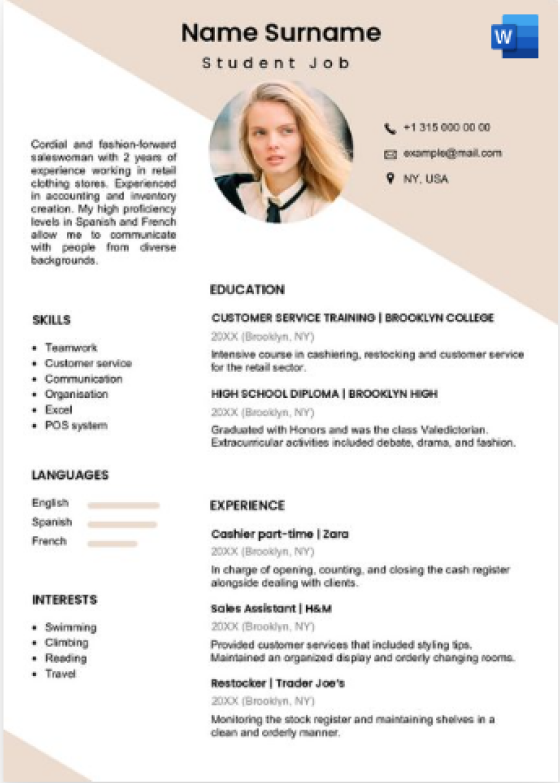 Name Surname
Student Job
W
+1 315 000 00 00
example@mail.com
NY, USA
Cordial and fashion-forward
saleswoman with 2 years of
experience working in retail
clothing stores. Experienced
in accounting and inventory
creation. My high proficiency
levels in Spanish and French
allow me to communicate
with people from diverse
backgrounds.
SKILLS
• Teamwork
• Customer service
• Communication
• Organisation
• Excel
• POS system
LANGUAGES
English
Spanish
French
INTERESTS
• Swimming
• Climbing
• Reading
• Travel
EDUCATION
CUSTOMER SERVICE TRAINING | BROOKLYN COLLEGE
20XX (Brooklyn, NY)
Intensive course in cashiering, restocking and customer service
for the retail sector.
HIGH SCHOOL DIPLOMA | BROOKLYN HIGH
20XX (Brooklyn, NY)
Graduated with Honors and was the class Valedictorian.
Extracurricular activities included debate, drama, and fashion.
EXPERIENCE
Cashier part-time | Zara
20XX (Brooklyn, NY)
In charge of opening, counting, and closing the cash register
alongside dealing with clients.
Sales Assistant | H&M
20XX (Brooklyn, NY)
Provided customer services that included styling tips.
Maintained an organized display and orderly changing rooms.
Restocker | Trader Joe's
20XX (Brooklyn, NY)
Monitoring the stock register and maintaining shelves in a
clean and orderly manner.